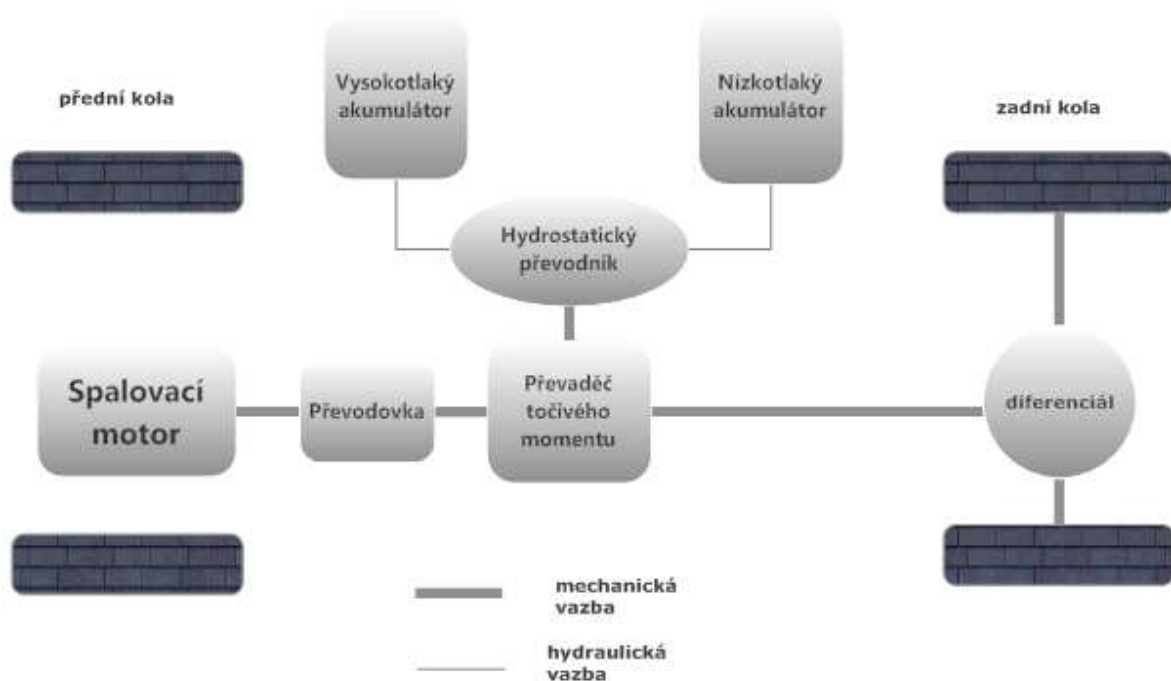 přední kola
Vysokotlaký
akumulátor
Nízkotlaký
akumulátor
zadní kola
Hydrostatický
převodník
Spalovací
motor
Převodovka
Převaděč
točivého
momentu
diferenciál
mechanická
vazba
hydraulická
vazba